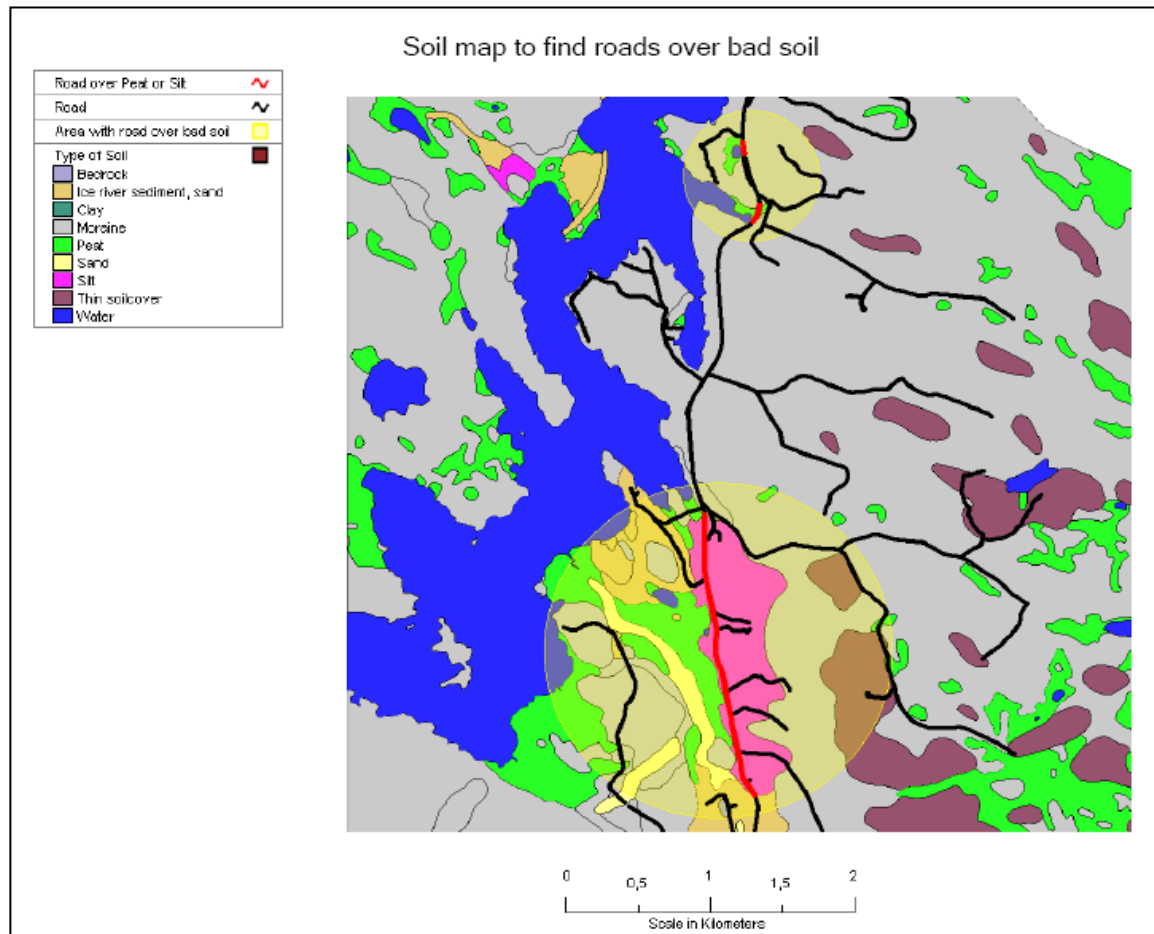 Soil map to find roads over bad soil
Road over Peat or Silt
Road
Area with road over bad soil
Type of Soil
Bedrock
Ice river sediment, sand
Clay
Moraine
Peat
Sand
Silt
Thin soilcover
Water
0 0,5 1 1,5 2
Scale in Kilometers